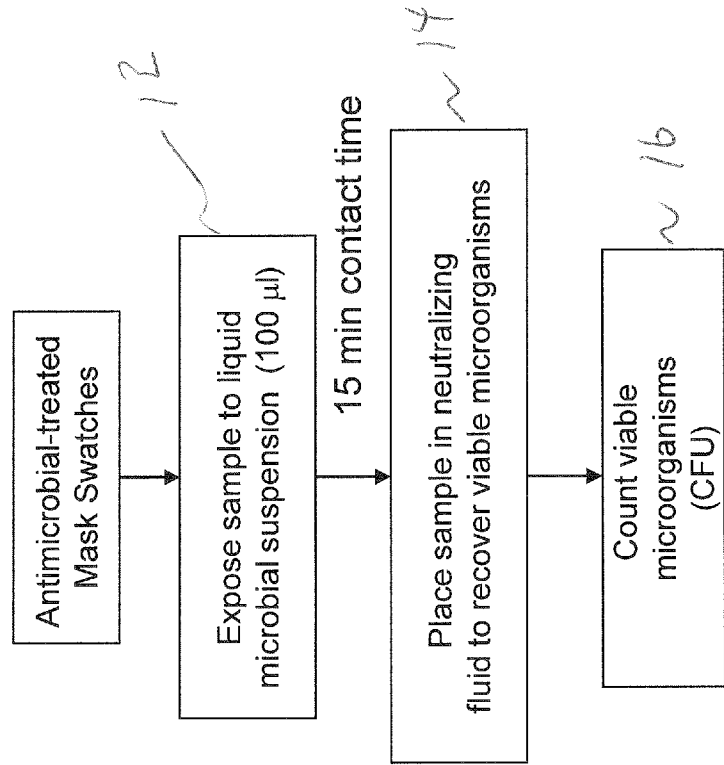 Antimicrobial-treated
Mask Swatches
12
Expose sample to liquid
microbial suspension (100 µl)
15 min contact time
14
Place sample in neutralizing
fluid to recover viable microorganisms
16
Count viable
microorganisms
(CFU)